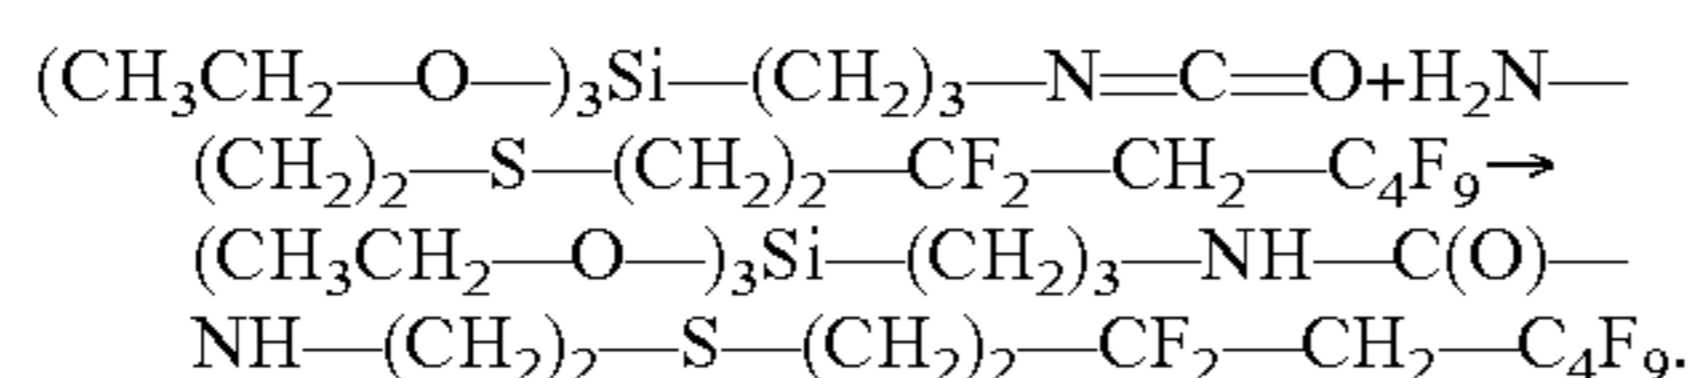 (CH₃CH₂—O—)₃Si—(CH₂)₃—N=C=O+H₂N—
(CH₂)₂—S—(CH₂)₂—CF₂—CH₂—C₄F₉→
(CH₃CH₂—O—)₃Si—(CH₂)₃—NH—C(O)—
NH—(CH₂)₂—S—(CH₂)₂—CF₂—CH₂—C₄F₉.